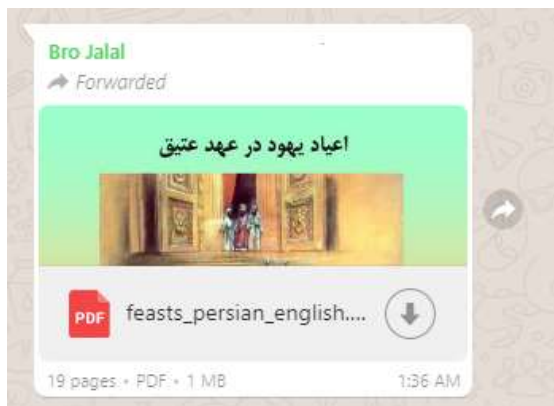 Bro Jalal
Forwarded
اعیاد یهود در عهد عتیق
PDF
feasts_persian_english....
19 pages • PDF • 1 MB
1:36 AM